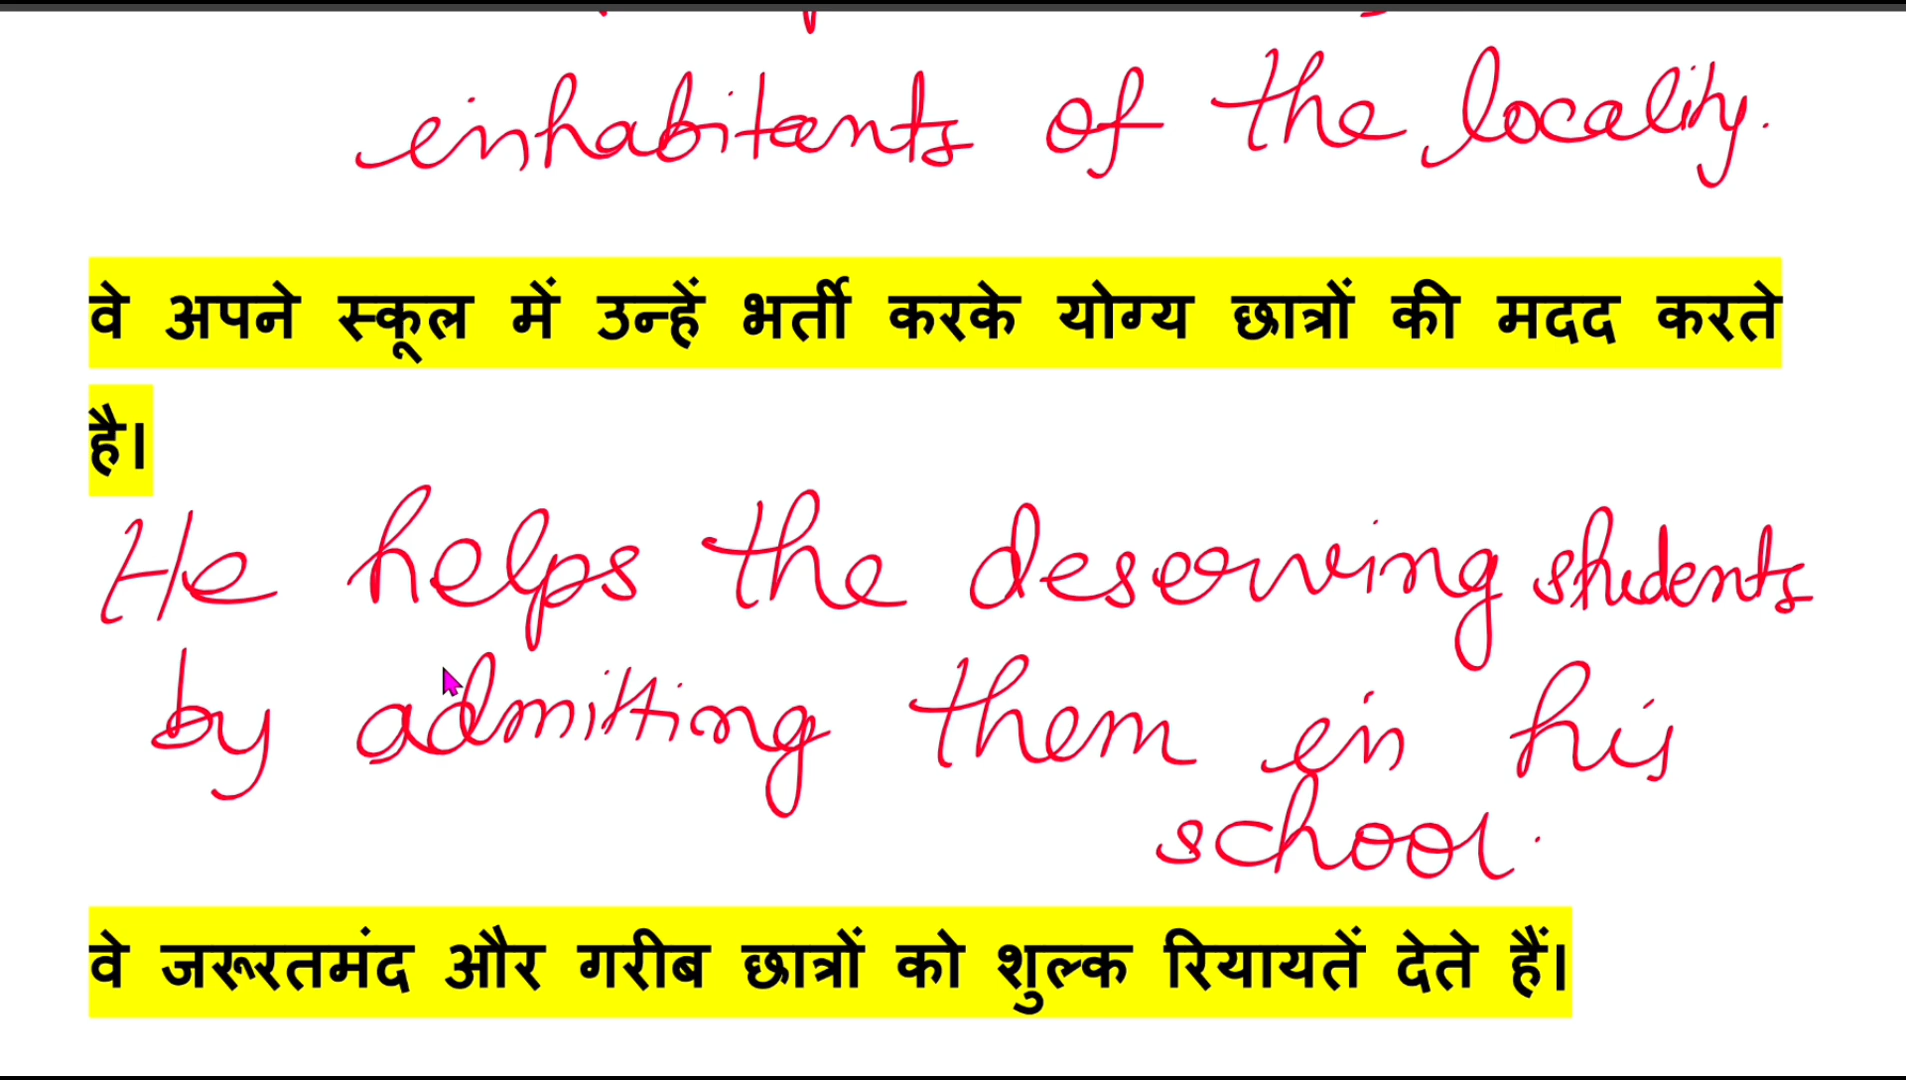 inhabitants of the locality.
वे अपने स्कूल में उन्हें भर्ती करके योग्य छात्रों की मदद करते
है।
He helps the deserving students
by admitting them in his
school.
वे जरूरतमंद और गरीब छात्रों को शुल्क रियायतें देते हैं।